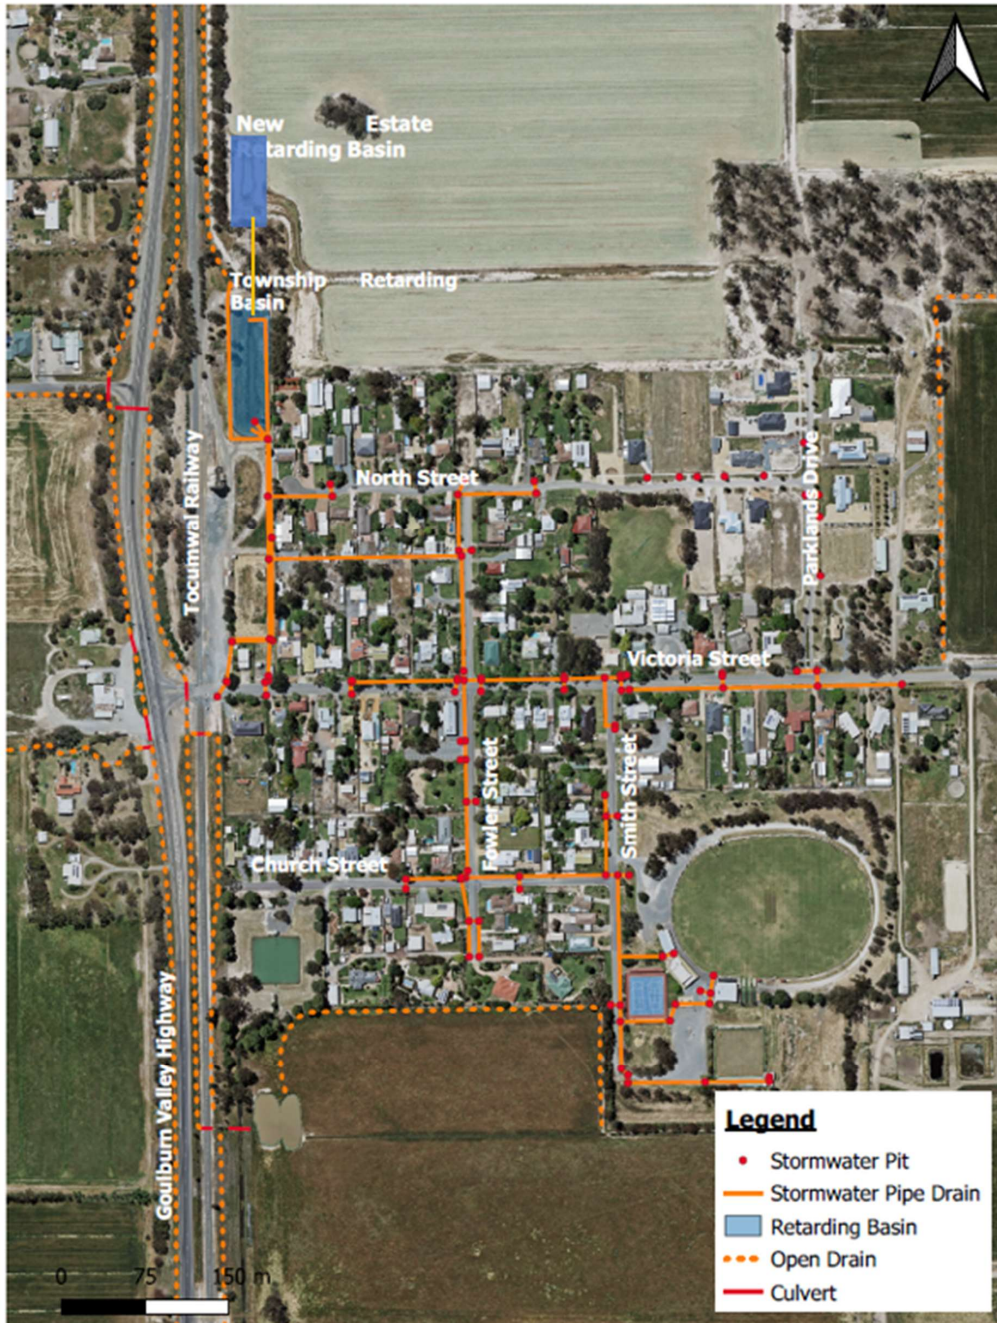 New Estate
Retarding Basin
Township Retarding
Basin
North Street
Tocumwal Railway
Parklands Drive
Victoria Street
Fowler Street
Smith Street
Church Street
Goulburn Valley Highway
0 75 150 m
Legend
Stormwater Pit
Stormwater Pipe Drain
Retarding Basin
Open Drain
Culvert